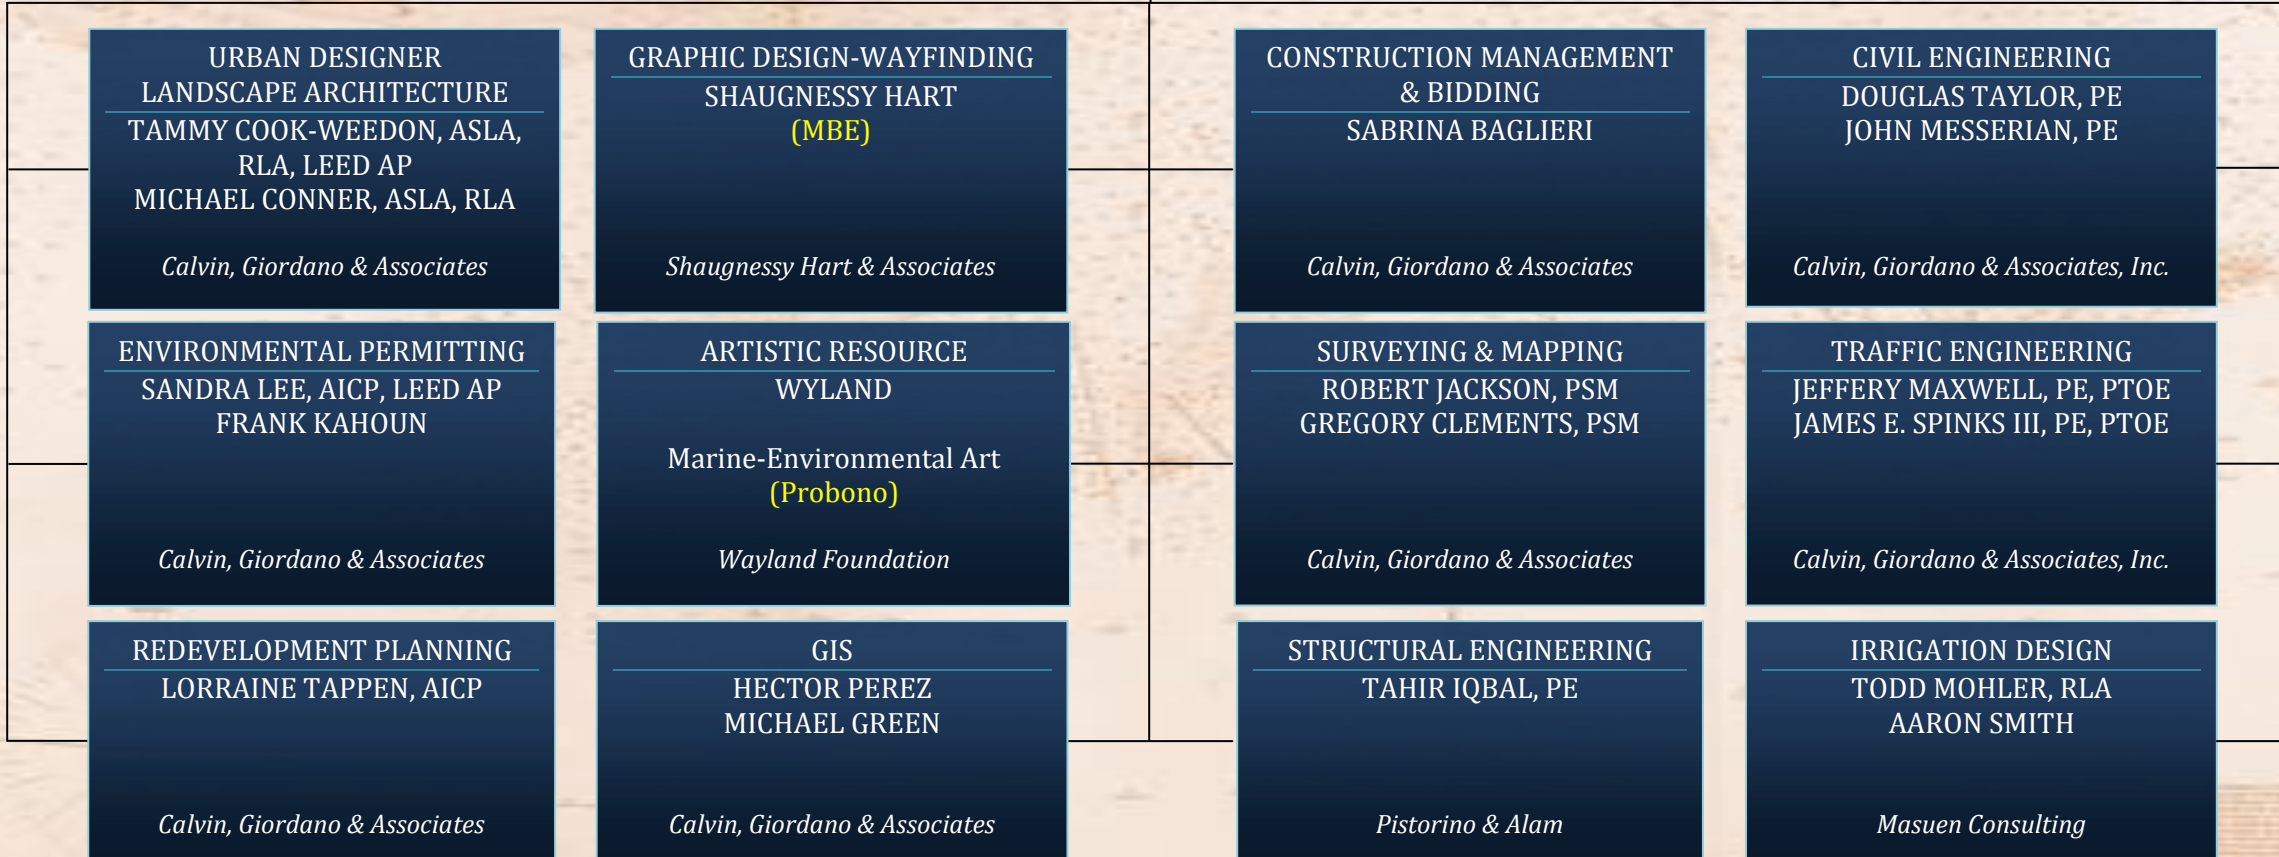 URBAN DESIGNER
LANDSCAPE ARCHITECTURE
TAMMY COOK-WEEDON, ASLA,
RLA, LEED AP
MICHAEL CONNER, ASLA, RLA
Calvin, Giordano & Associates
GRAPHIC DESIGN-WAYFINDING
SHAUGNESSY HART
(MBE)
Shaugnessy Hart & Associates
CONSTRUCTION MANAGEMENT
& BIDDING
SABRINA BAGLIERI
Calvin, Giordano & Associates
CIVIL ENGINEERING
DOUGLAS TAYLOR, PE
JOHN MESSERIAN, PE
Calvin, Giordano & Associates, Inc.
ENVIRONMENTAL PERMITTING
SANDRA LEE, AICP, LEED AP
FRANK KAHOUN
Calvin, Giordano & Associates
ARTISTIC RESOURCE
WYLAND
Marine-Environmental Art
(Probono)
Wayland Foundation
SURVEYING & MAPPING
ROBERT JACKSON, PSM
GREGORY CLEMENTS, PSM
Calvin, Giordano & Associates
TRAFFIC ENGINEERING
JEFFERY MAXWELL, PE, PTOE
JAMES E. SPINKS III, PE, PTOE
Calvin, Giordano & Associates, Inc.
REDEVELOPMENT PLANNING
LORRAINE TAPPEN, AICP
Calvin, Giordano & Associates
GIS
HECTOR PEREZ
MICHAEL GREEN
Calvin, Giordano & Associates
STRUCTURAL ENGINEERING
TAHIR IQBAL, PE
Pistorino & Alam
IRRIGATION DESIGN
TODD MOHLER, RLA
AARON SMITH
Masuen Consulting